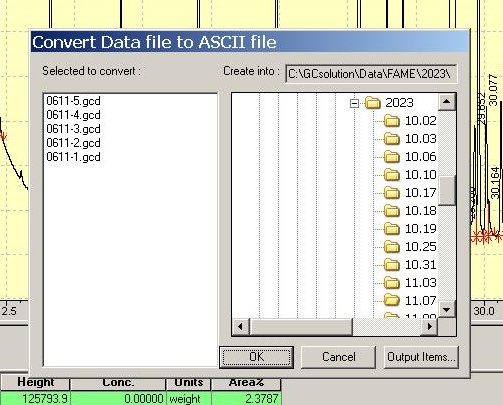 Convert Data file to ASCII file
Selected to convert :
Create into :
C:\GCsolution\Data\FAME\2023\
0611-5.gcd
0611-4.gcd
0611-3.gcd
0611-2.gcd
0611-1.gcd
2023
10.02
10.03
10.06
10.10
10.17
10.18
10.19
10.25
10.31
11.03
11.07
30.077
30.164
2.5
30.0
OK
Cancel
Output Items...
Height Conc. Units Area%
125793.9 0.00000 weight 2.3787